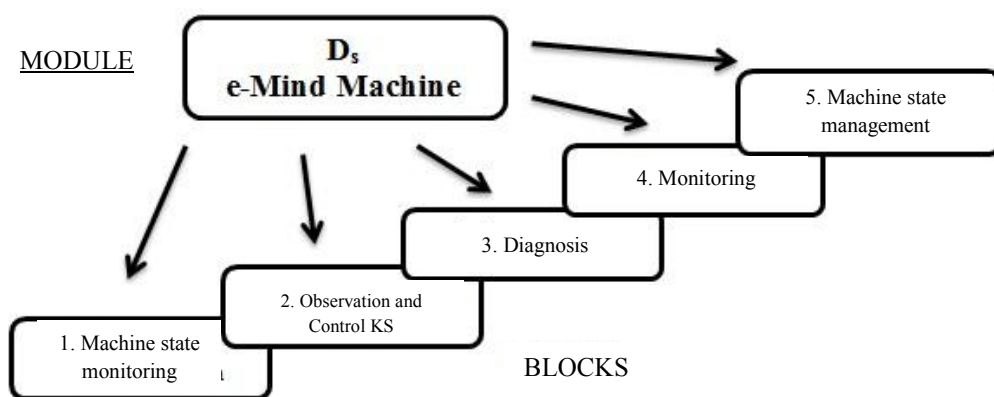 MODULE
Ds
e-Mind Machine
5. Machine state
management
4. Monitoring
3. Diagnosis
2. Observation and
Control KS
1. Machine state
monitoring
BLOCKS